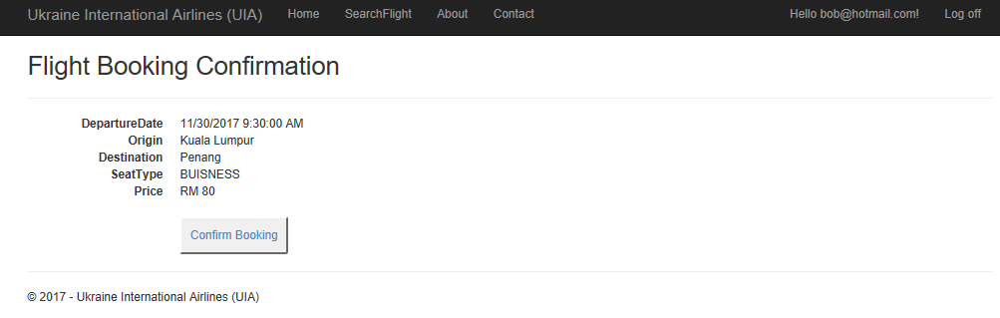 Ukraine International Airlines (UIA) Home SearchFlight About Contact Hello bob@hotmail.com! Log off
Flight Booking Confirmation
DepartureDate 11/30/2017 9:30:00 AM
Origin Kuala Lumpur
Destination Penang
SeatType BUISNESS
Price RM 80
Confirm Booking
© 2017 - Ukraine International Airlines (UIA)